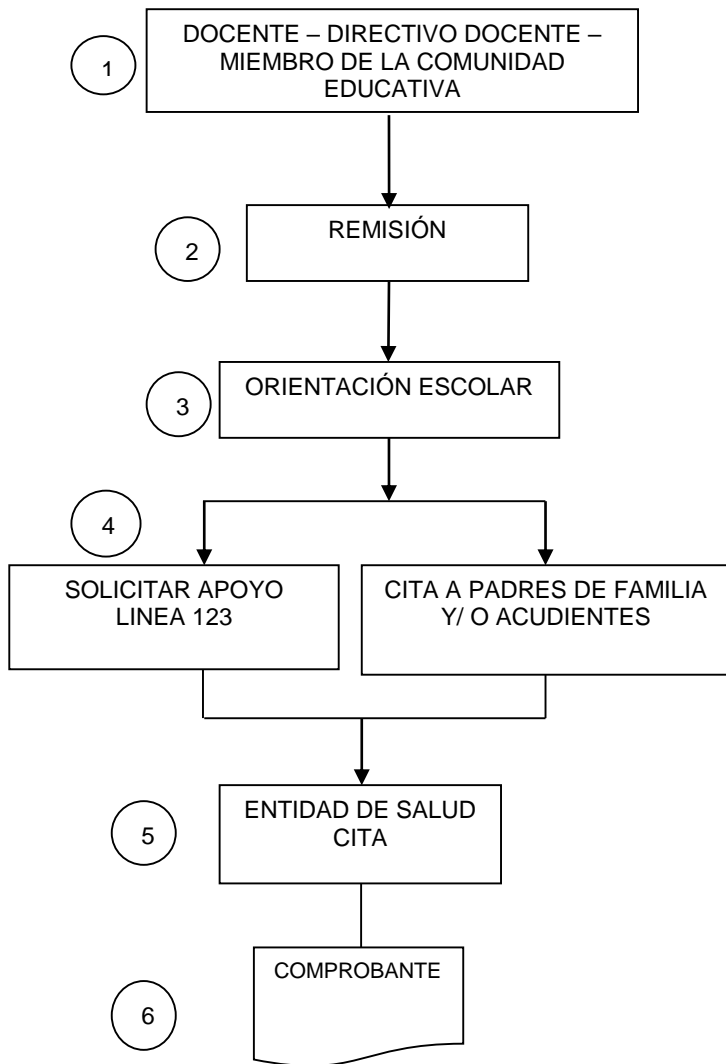 1
DOCENTE – DIRECTIVO DOCENTE –
MIEMBRO DE LA COMUNIDAD
EDUCATIVA
2
REMISIÓN
3
ORIENTACIÓN ESCOLAR
4
SOLICITAR APOYO
LINEA 123
CITA A PADRES DE FAMILIA
Y/ O ACUDIENTES
5
ENTIDAD DE SALUD
CITA
6
COMPROBANTE